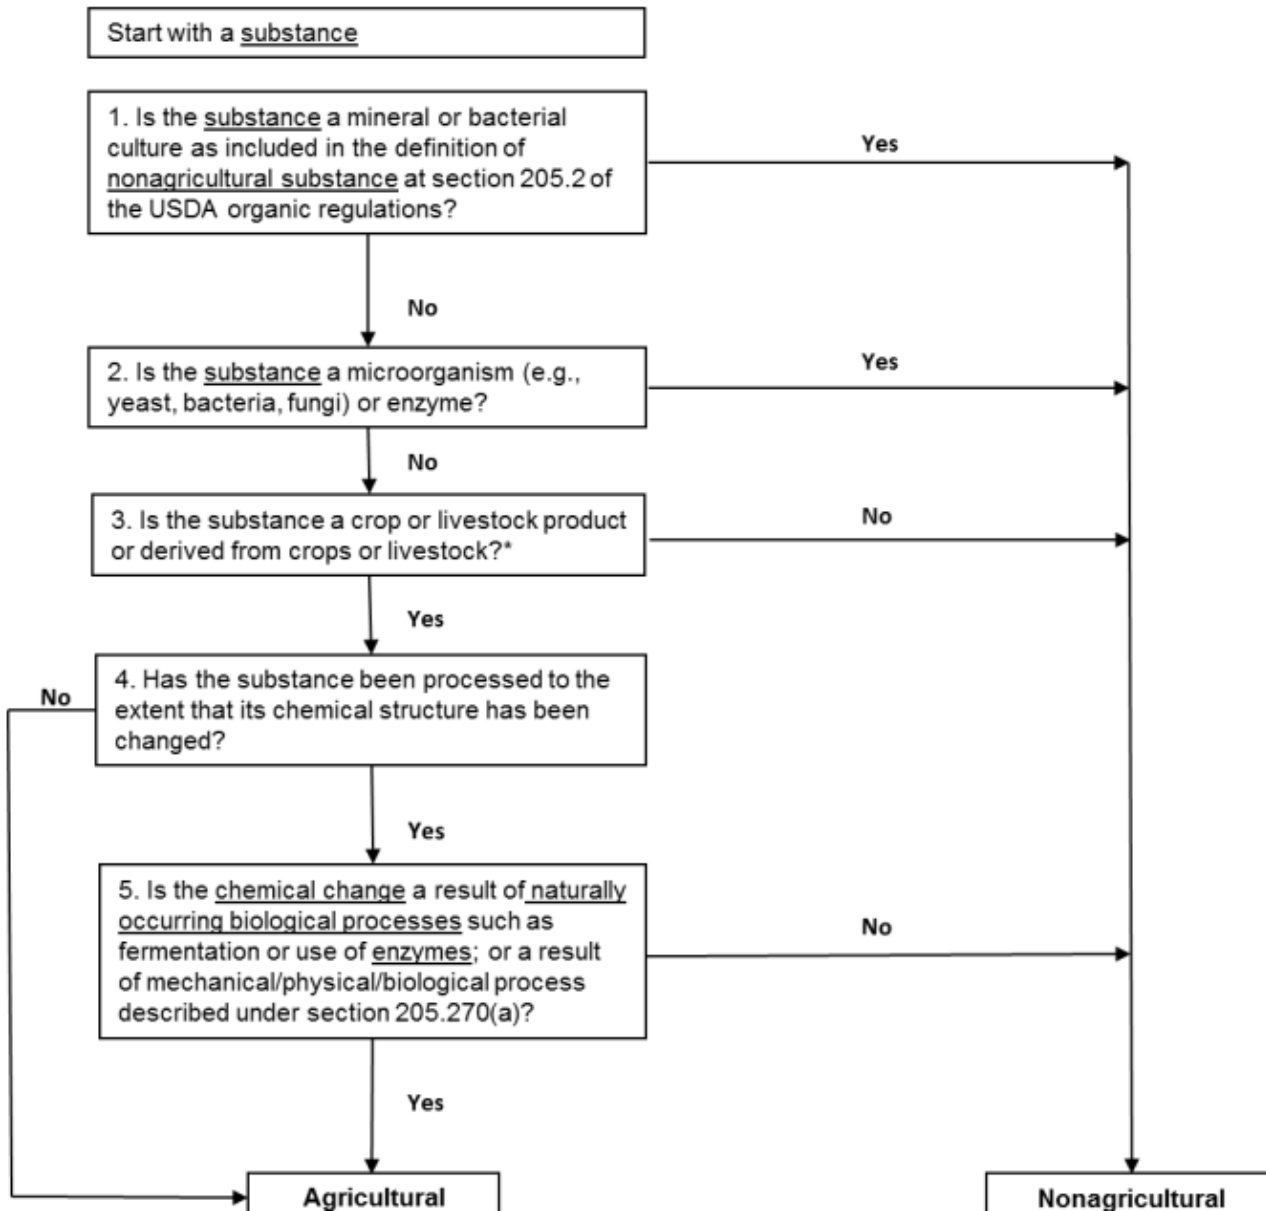 Start with a substance
1. Is the substance a mineral or bacterial
culture as included in the definition of
nonagricultural substance at section 205.2 of
the USDA organic regulations?
Yes
No
2. Is the substance a microorganism (e.g.,
yeast, bacteria, fungi) or enzyme?
Yes
No
3. Is the substance a crop or livestock product
or derived from crops or livestock?*
No
Yes
4. Has the substance been processed to the
extent that its chemical structure has been
changed?
No
Yes
5. Is the chemical change a result of naturally
occurring biological processes such as
fermentation or use of enzymes; or a result
of mechanical/physical/biological process
described under section 205.270(a)?
No
Yes
Agricultural
Nonagricultural